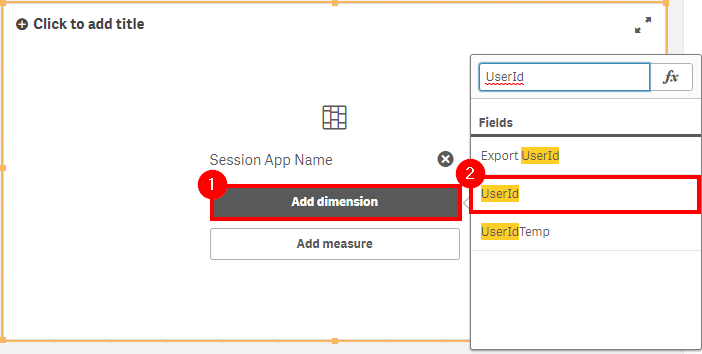 Click to add title
UserId
fx
Fields
Session App Name
Export UserId
1
2
Add dimension
UserId
Add measure
UserIdTemp